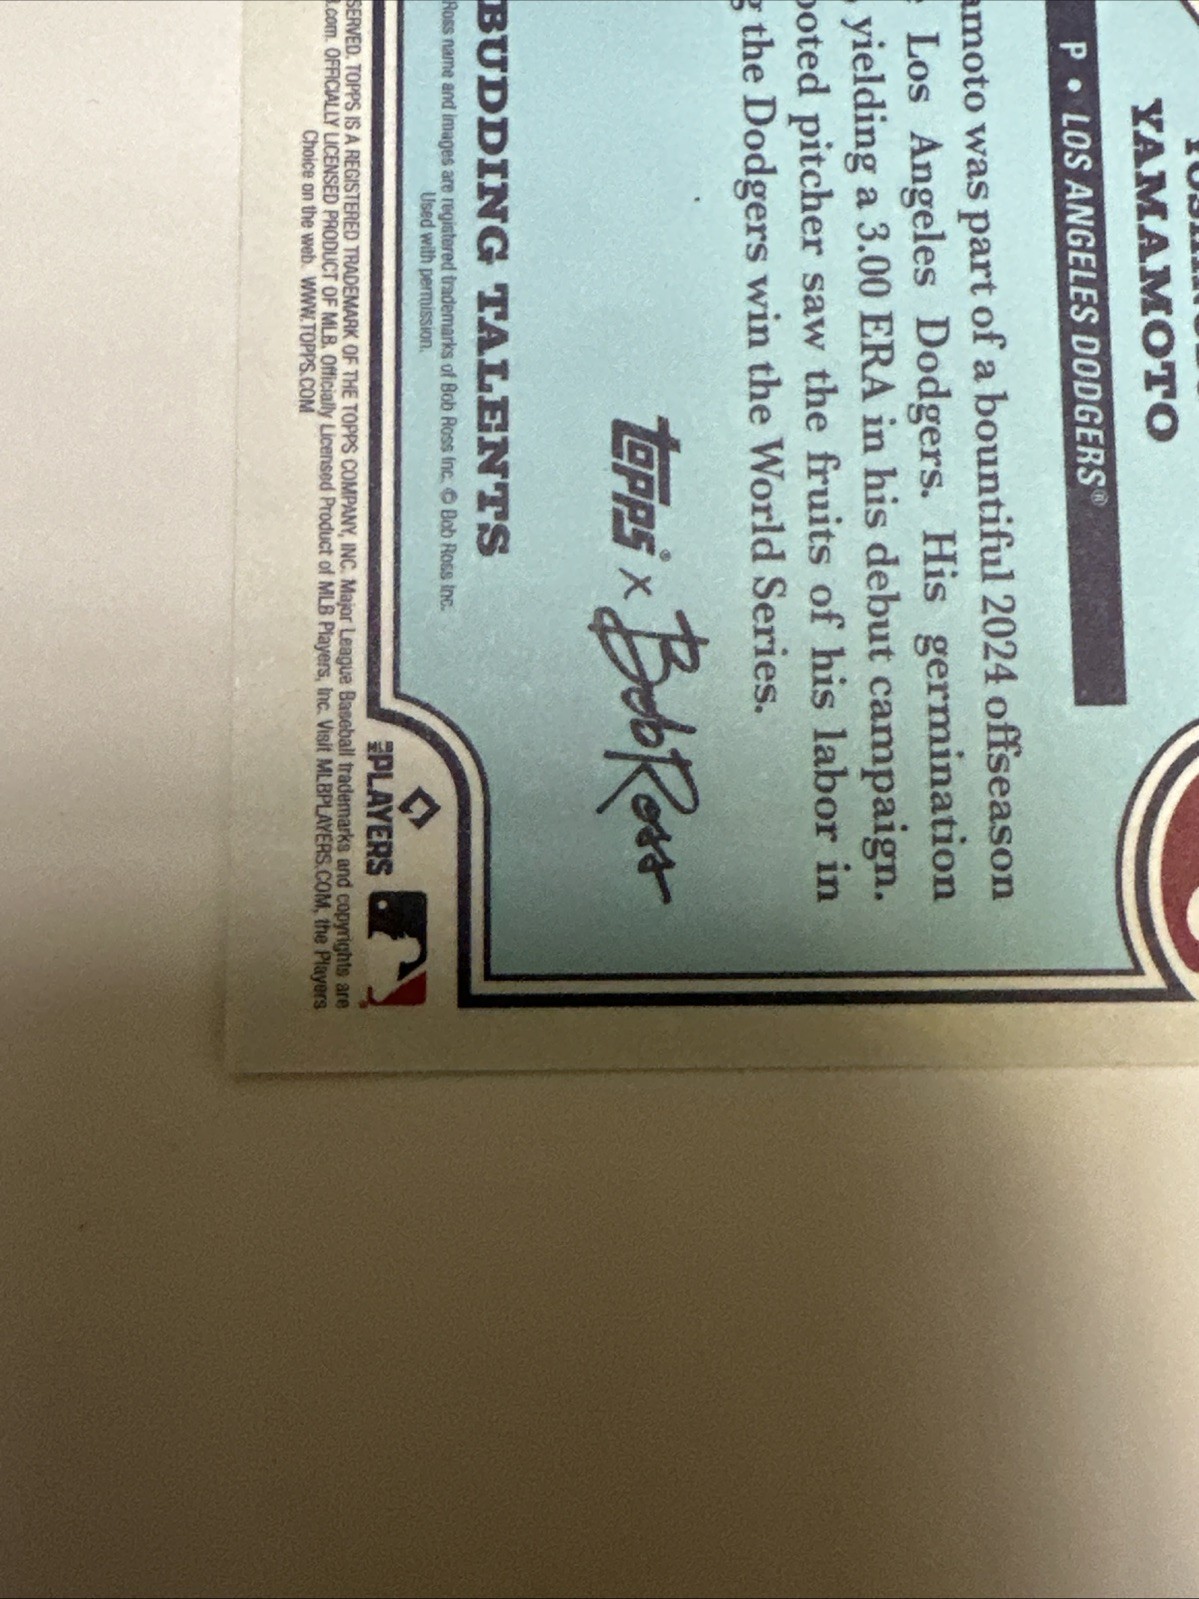 YAMAMOTO
P • LOS ANGELES DODGERS®
amoto was part of a bountiful 2024 offseason
Los Angeles Dodgers. His germination
, yielding a 3.00 ERA in his debut campaign.
ooted pitcher saw the fruits of his labor in
g the Dodgers win the World Series.
topps® x Bob Ross
BUDDING TALENTS
Ross name and images are registered trademarks of Bob Ross Inc. © Bob Ross Inc.
Used with permission.
PLAYERS
SERVED. TOPPS IS A REGISTERED TRADEMARK OF THE TOPPS COMPANY, INC. Major League Baseball trademarks and copyrights are
.com. OFFICIALLY LICENSED PRODUCT OF MLB. Officially Licensed Product of MLB Players, Inc. Visit MLBPLAYERS.COM, the Players
Choice on the web. WWW.TOPPS.COM